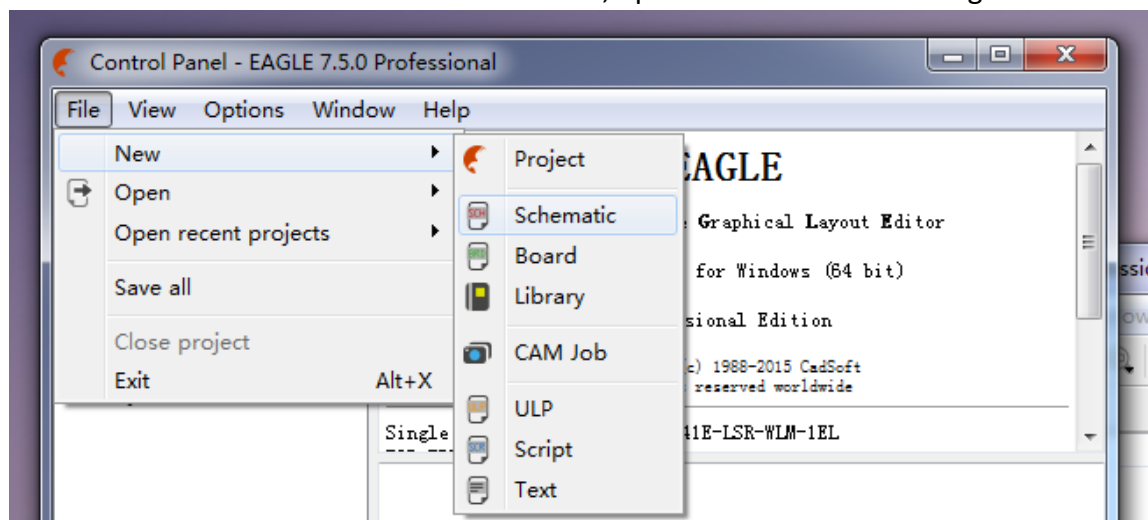 Control Panel - EAGLE 7.5.0 Professional
File View Options Window Help
New
Open
Open recent projects
Save all
Close project
Exit Alt+X
Project
Schematic
Board
Library
CAM Job
ULP
Script
Text
EAGLE
Graphical Layout Editor
for Windows (64 bit)
sional Edition
(c) 1988-2015 CadSoft
reserved worldwide
Single
41E-LSR-WLM-1EL